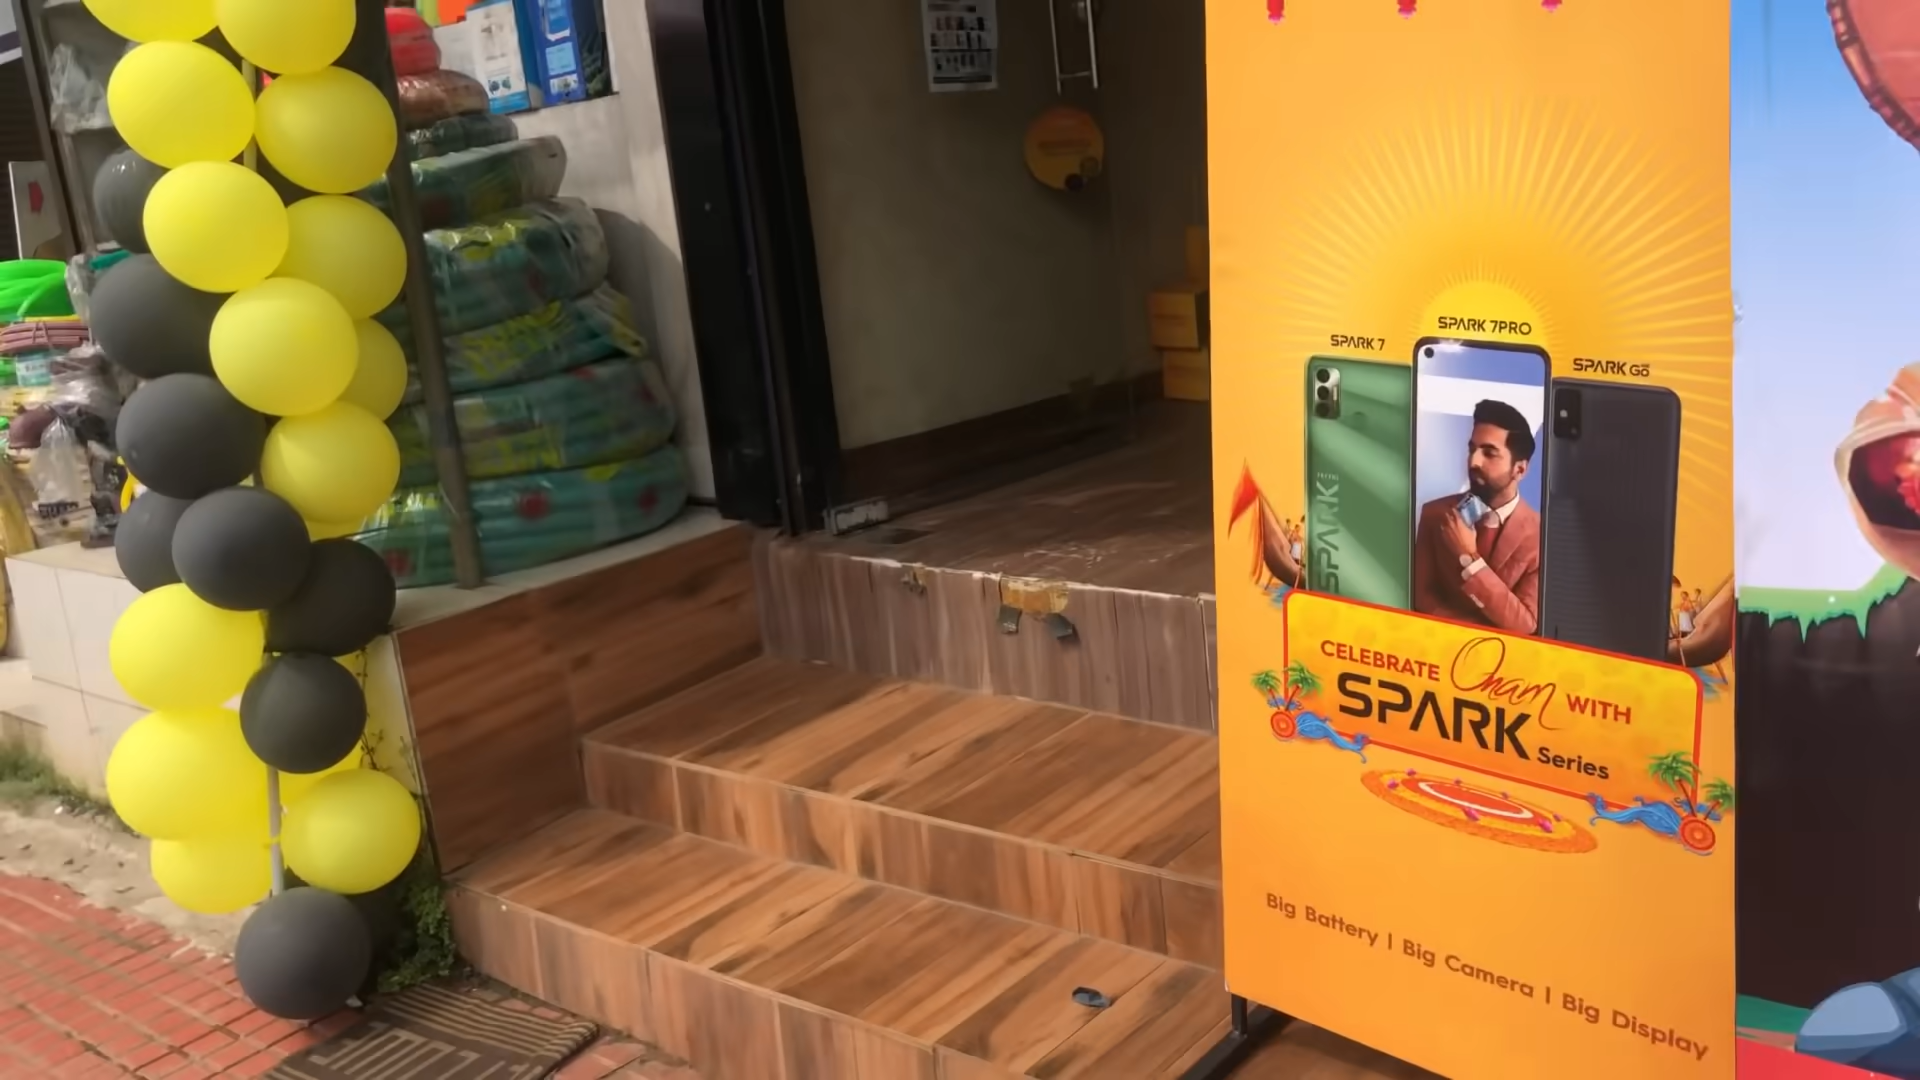 SPARK 7
SPARK 7PRO
SPARK GO
SPARK
CELEBRATE Onam WITH
SPARK Series
Big Battery | Big Camera | Big Display